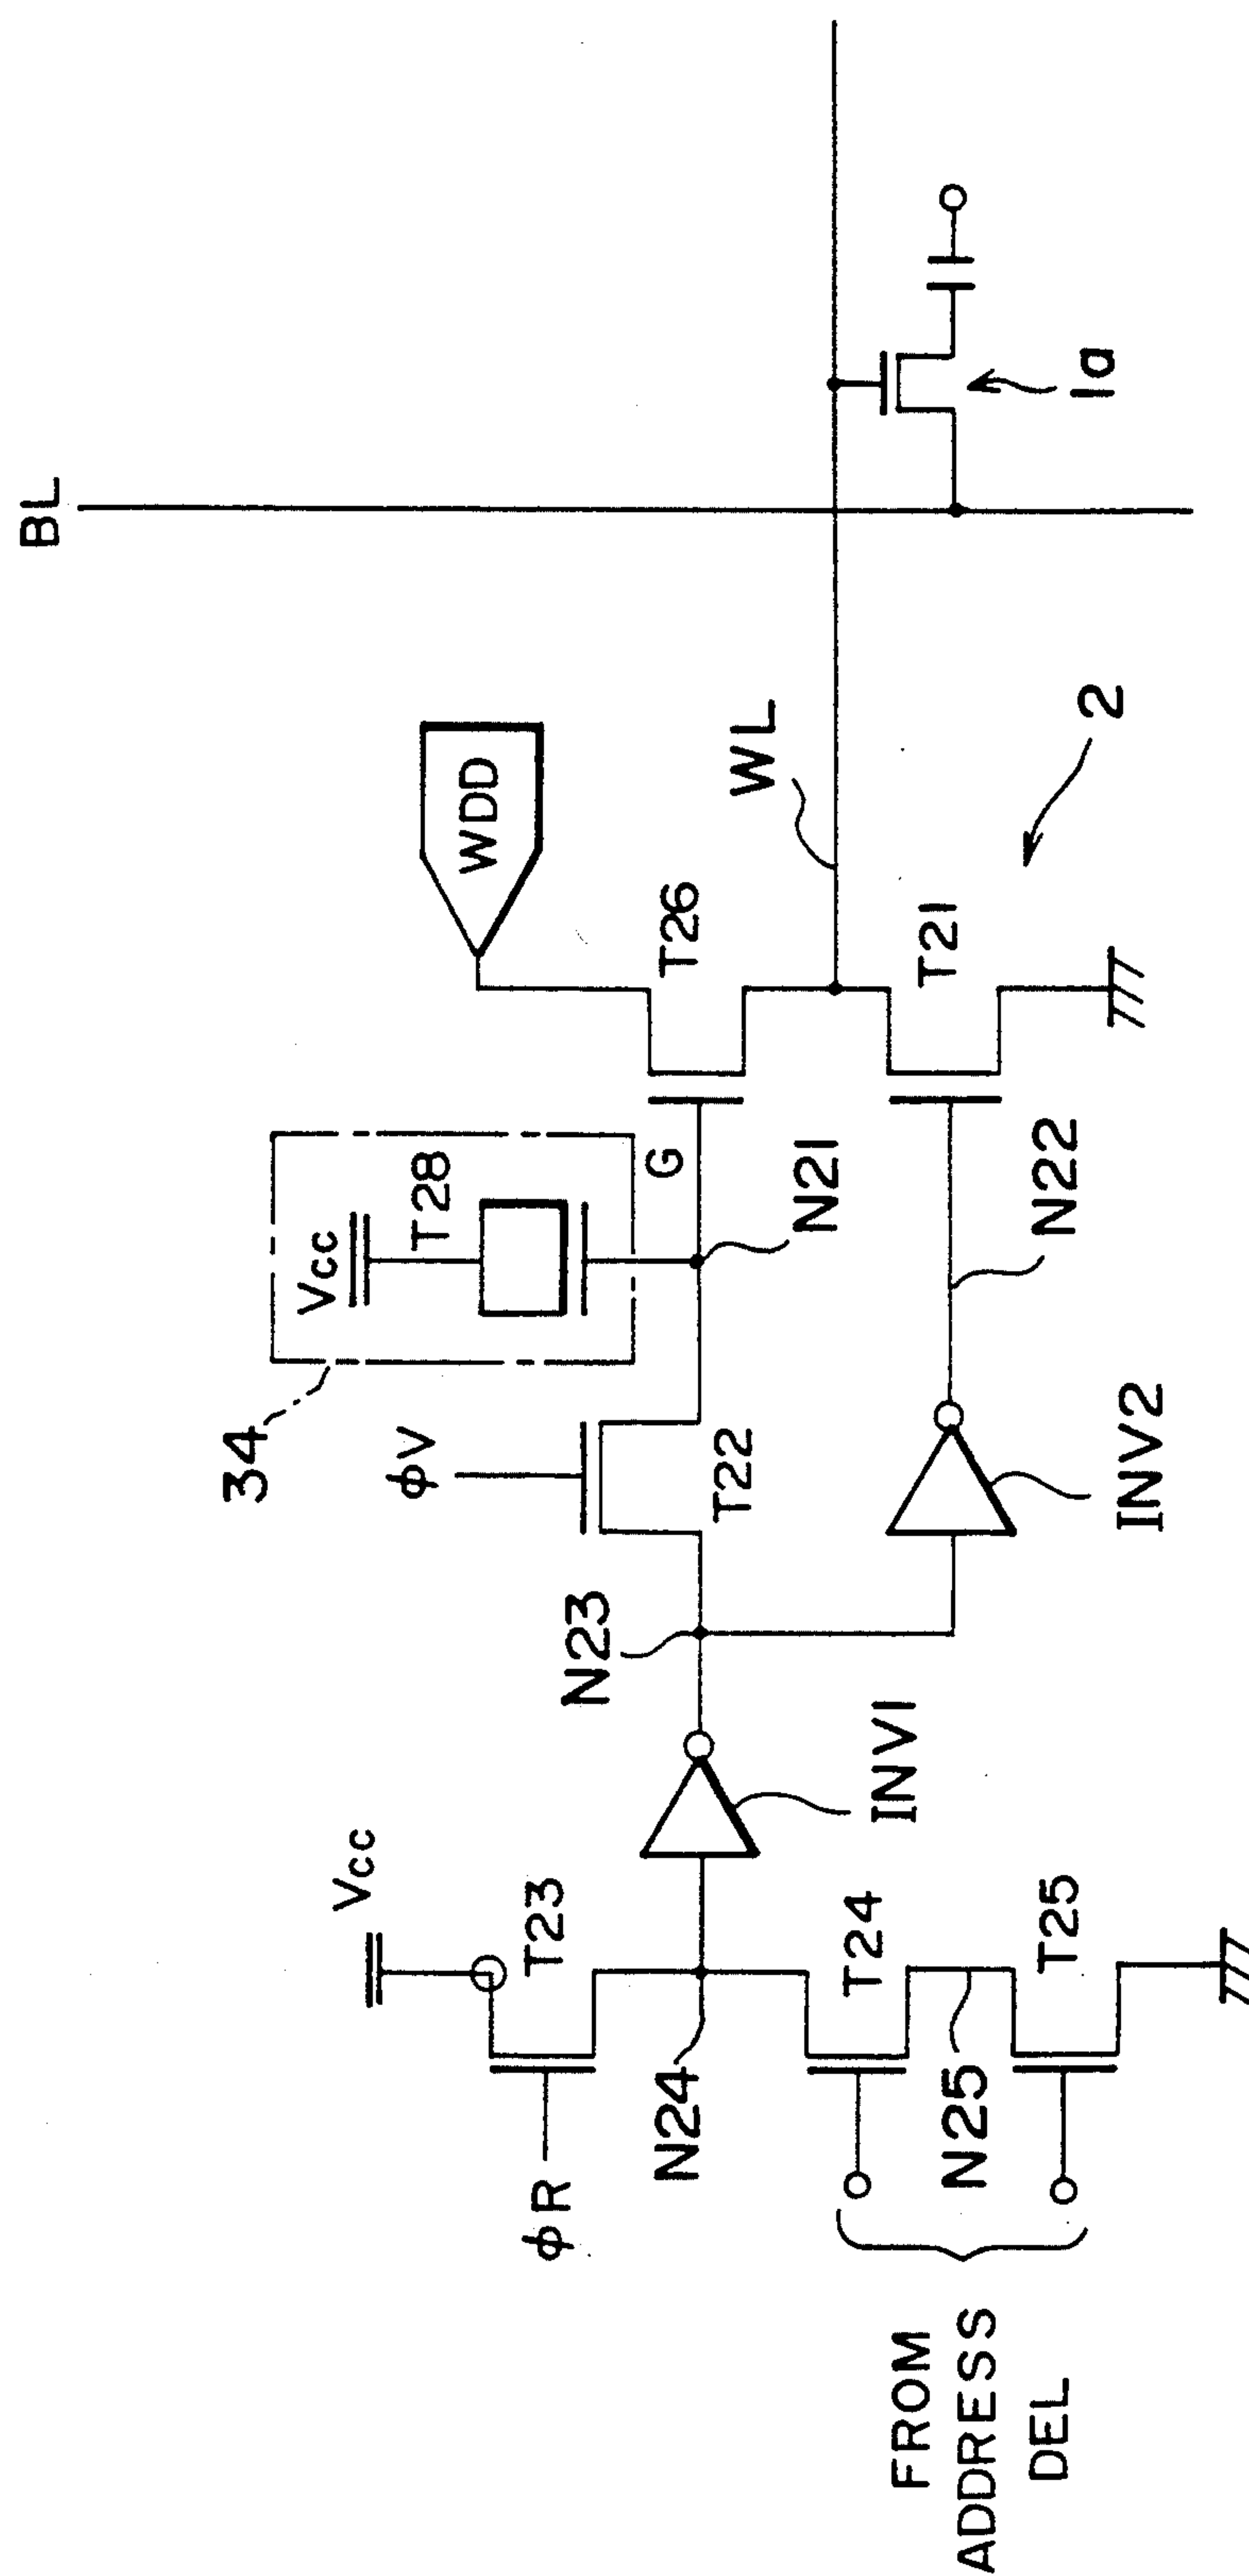 BL
WDD
34
Vcc
T28
G
T26
WL
φV
N21
T21
2
1a
Vcc
N23
T22
N22
φR
T23
INV1
INV2
N24
T24
N25
T25
FROM
ADDRESS
DEL